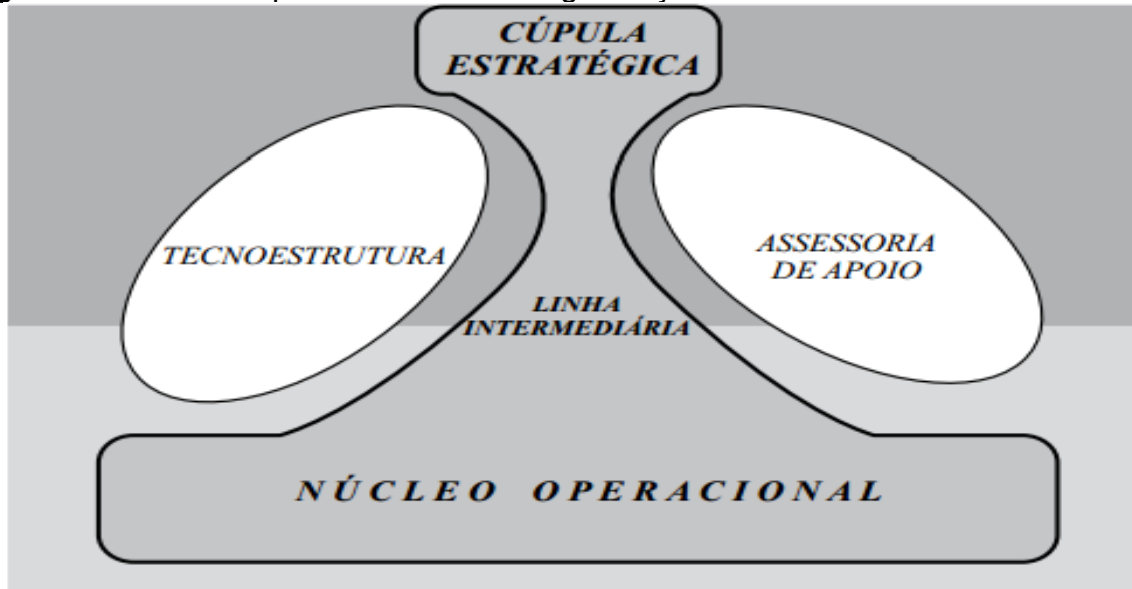 CÚPULA
ESTRATÉGICA
TECNOESTRUTURA
ASSESSORIA
DE APOIO
LINHA
INTERMEDIÁRIA
NÚCLEO OPERACIONAL